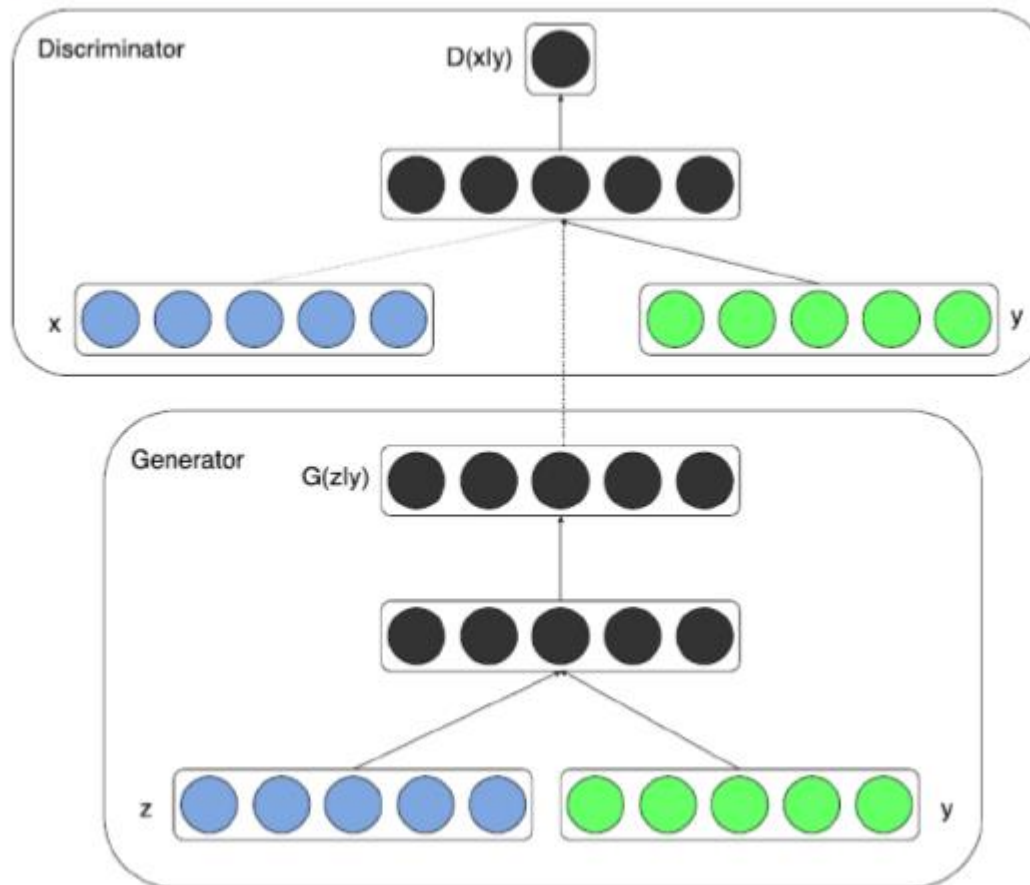 Discriminator
D(x|y)
x
y
Generator
G(z|y)
z
y